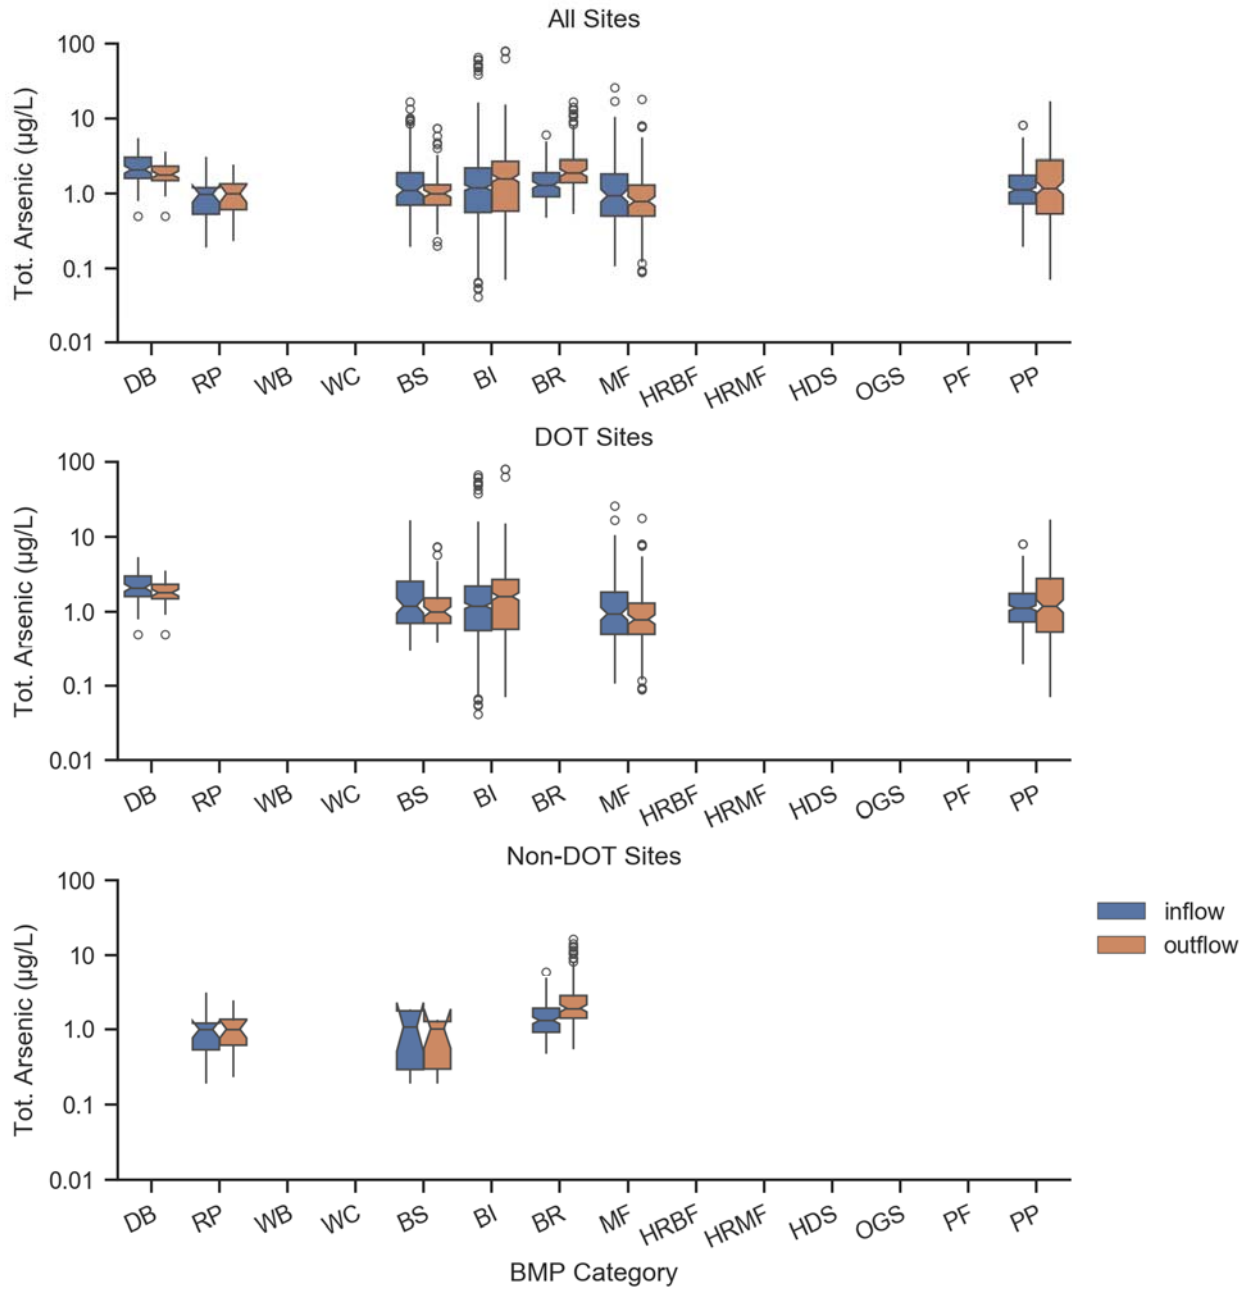 All Sites
Tot. Arsenic (µg/L)
100
10
1.0
0.1
0.01
DB RP WB WC BS BI BR MF HRBF HRMF HDS OGS PF PP
DOT Sites
Tot. Arsenic (µg/L)
100
10
1.0
0.1
0.01
DB RP WB WC BS BI BR MF HRBF HRMF HDS OGS PF PP
Non-DOT Sites
Tot. Arsenic (µg/L)
100
10
1.0
0.1
0.01
DB RP WB WC BS BI BR MF HRBF HRMF HDS OGS PF PP
BMP Category
inflow
outflow